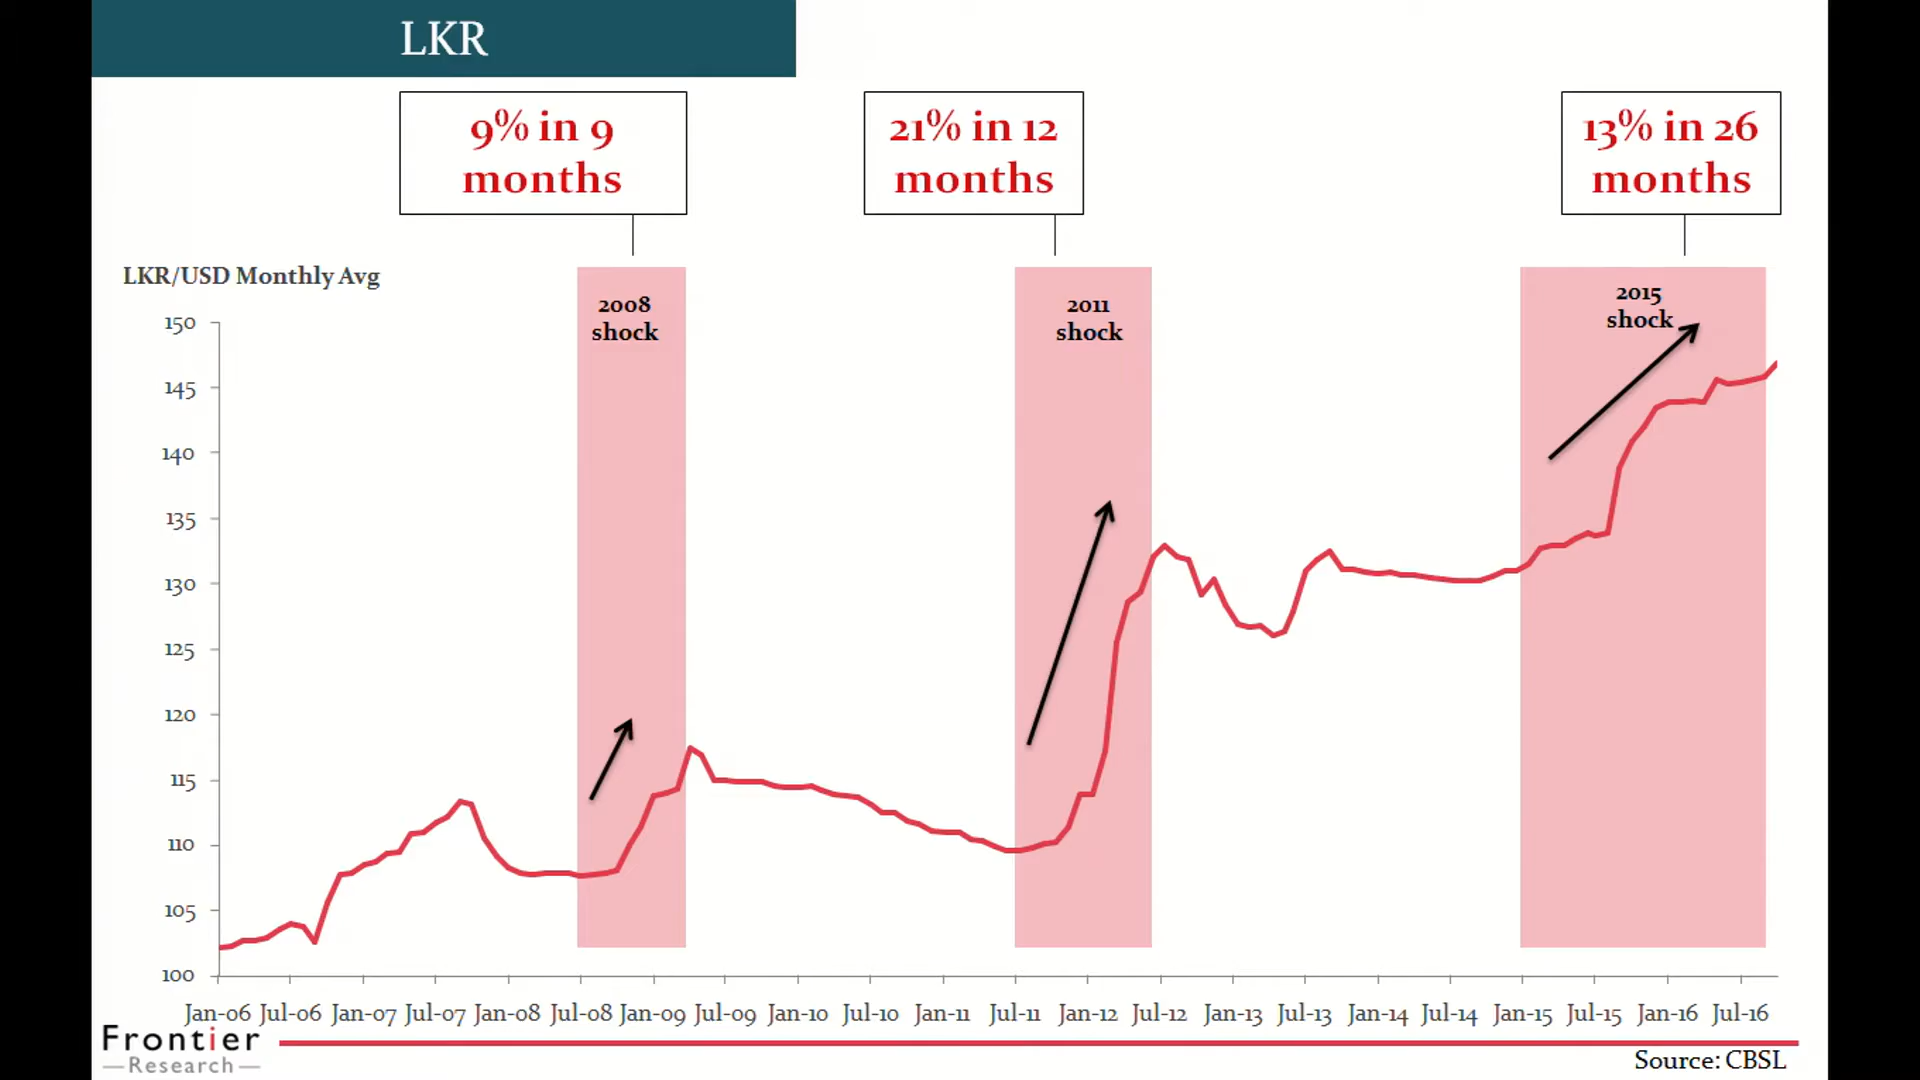 LKR
9% in 9
months
21% in 12
months
13% in 26
months
LKR/USD Monthly Avg
2008
shock
2011
shock
2015
shock
150
145
140
135
130
125
120
115
110
105
100
Jan-06 Jul-06 Jan-07 Jul-07 Jan-08 Jul-08 Jan-09 Jul-09 Jan-10 Jul-10 Jan-11 Jul-11 Jan-12 Jul-12 Jan-13 Jul-13 Jan-14 Jul-14 Jan-15 Jul-15 Jan-16 Jul-16
Frontier
Research
Source: CBSL